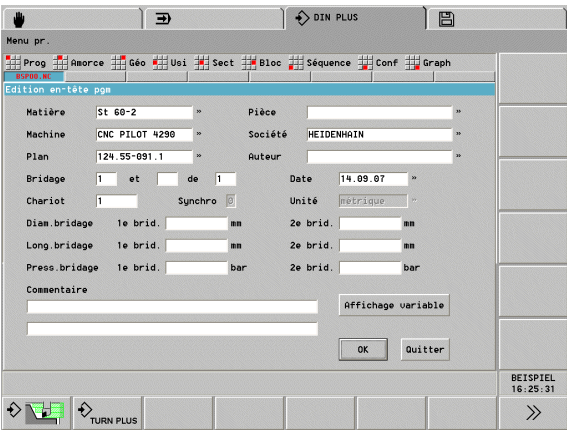 DIN PLUS
Menu pr.
Prog Amorce Géo Usi Sect Bloc Séquence Conf Graph
BSP00.NC
Edition en-tête pgm
Matière St 60-2 » Pièce »
Machine CNC PILOT 4290 » Société HEIDENHAIN »
Plan 124.55-091.1 » Auteur »
Bridage 1 et de 1 Date 14.09.07 »
Chariot 1 Synchro 0 Unité métrique »
Diam.bridage 1e brid. mm 2e brid. mm
Long.bridage 1e brid. mm 2e brid. mm
Press.bridage 1e brid. bar 2e brid. bar
Commentaire
Affichage variable
OK Quitter
BEISPIEL
16:25:31
TURN PLUS